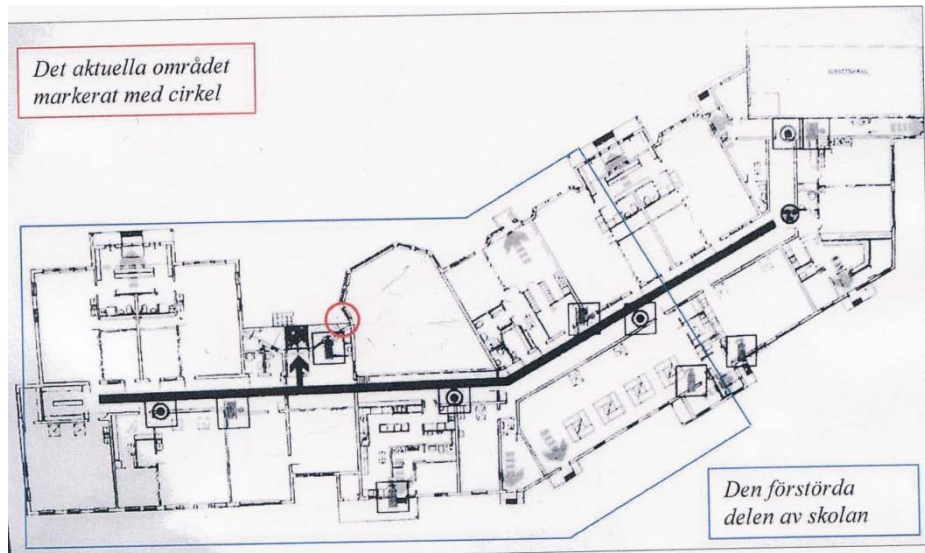 Det aktuella området
markerat med cirkel
Den förstörda
delen av skolan